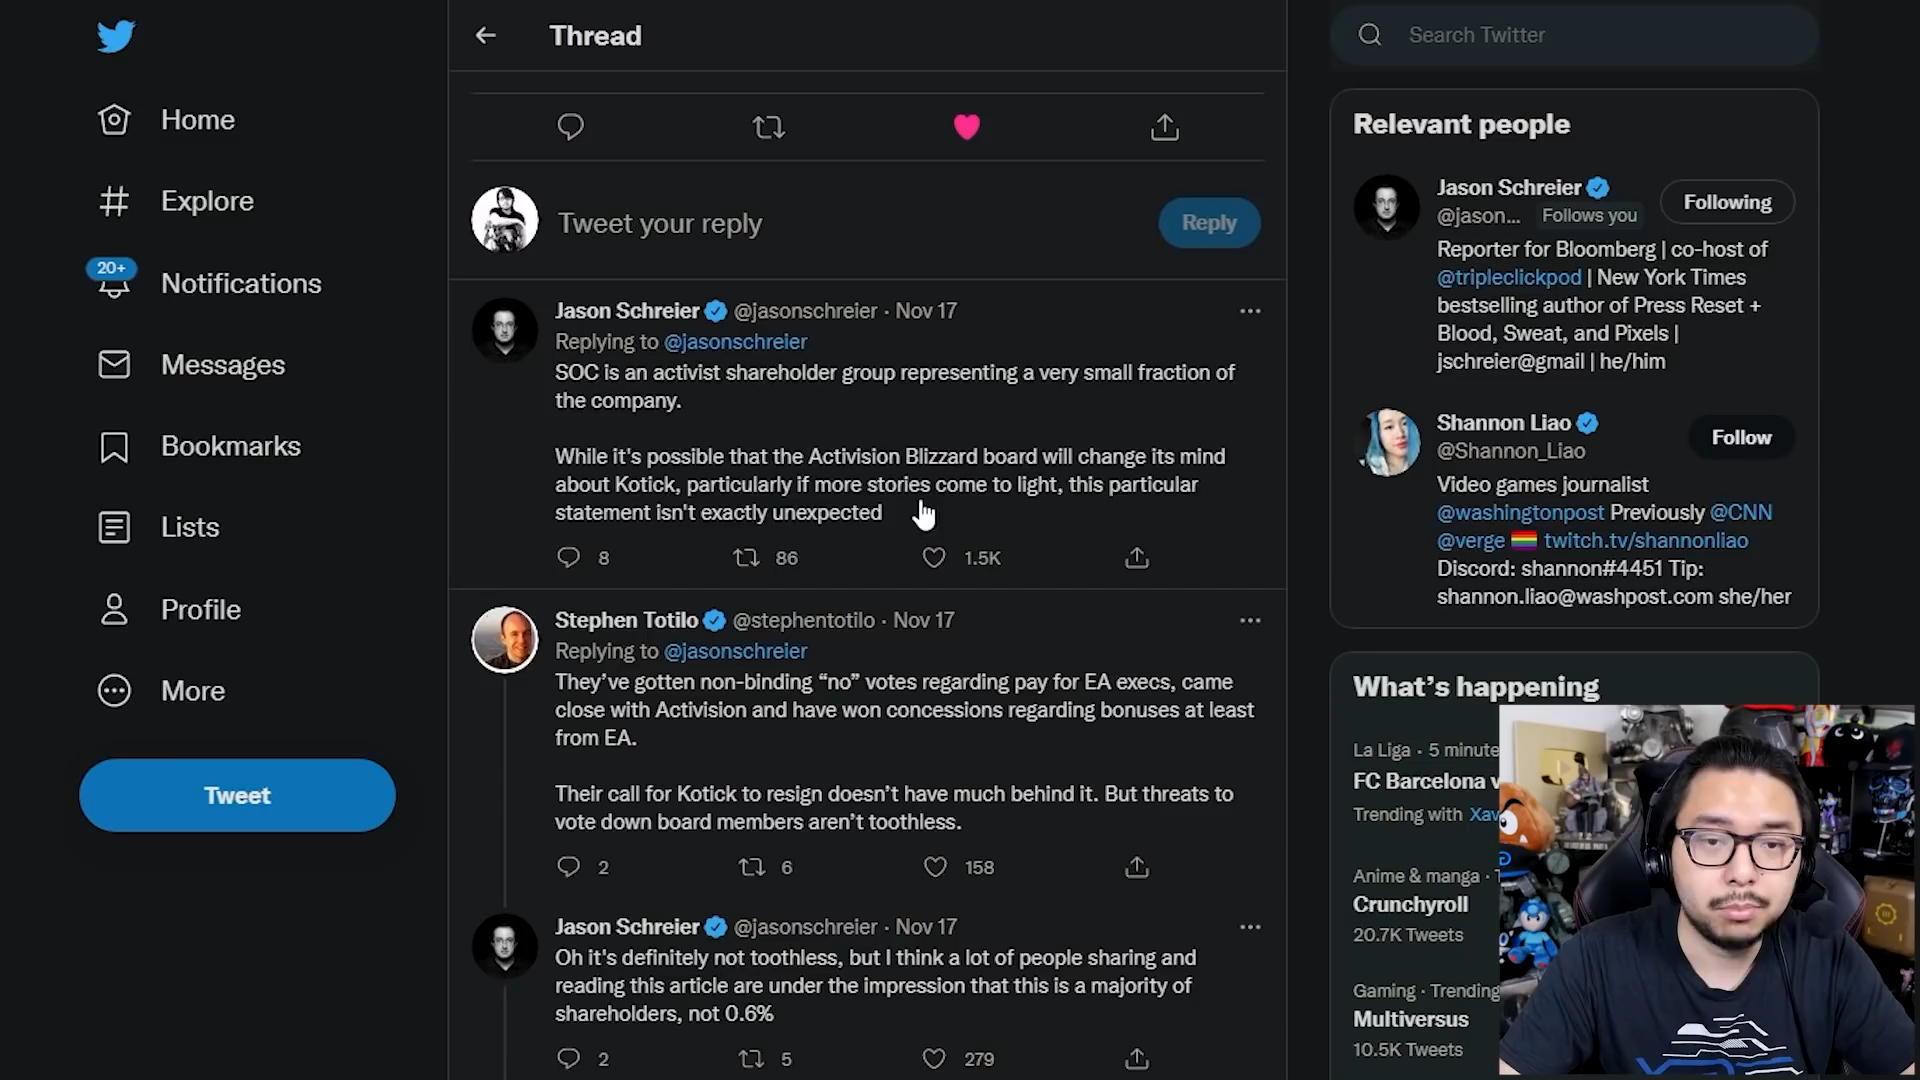 Thread
Search Twitter
Home
Explore
20+
Notifications
Messages
Bookmarks
Lists
Profile
More
Tweet
Tweet your reply
Reply
Jason Schreier @jasonschreier · Nov 17
Replying to @jasonschreier
SOC is an activist shareholder group representing a very small fraction of
the company.
While it's possible that the Activision Blizzard board will change its mind
about Kotick, particularly if more stories come to light, this particular
statement isn't exactly unexpected
8 86 1.5K
Stephen Totilo @stephentotilo · Nov 17
Replying to @jasonschreier
They’ve gotten non-binding “no” votes regarding pay for EA execs, came
close with Activision and have won concessions regarding bonuses at least
from EA.
Their call for Kotick to resign doesn’t have much behind it. But threats to
vote down board members aren’t toothless.
2 6 158
Jason Schreier @jasonschreier · Nov 17
Oh it's definitely not toothless, but I think a lot of people sharing and
reading this article are under the impression that this is a majority of
shareholders, not 0.6%
2 5 279
Relevant people
Jason Schreier
@jason... Follows you
Following
Reporter for Bloomberg | co-host of
@tripleclickpod | New York Times
bestselling author of Press Reset +
Blood, Sweat, and Pixels |
jschreier@gmail | he/him
Shannon Liao
@Shannon_Liao
Follow
Video games journalist
@washingtonpost Previously @CNN
@verge 🏳️‍🌈 twitch.tv/shannonliao
Discord: shannon#4451 Tip:
shannon.liao@washpost.com she/her
What’s happening
La Liga · 5 minute
FC Barcelona v
Trending with Xav
Anime & manga ·
Crunchyroll
20.7K Tweets
Gaming · Trending
Multiversus
10.5K Tweets